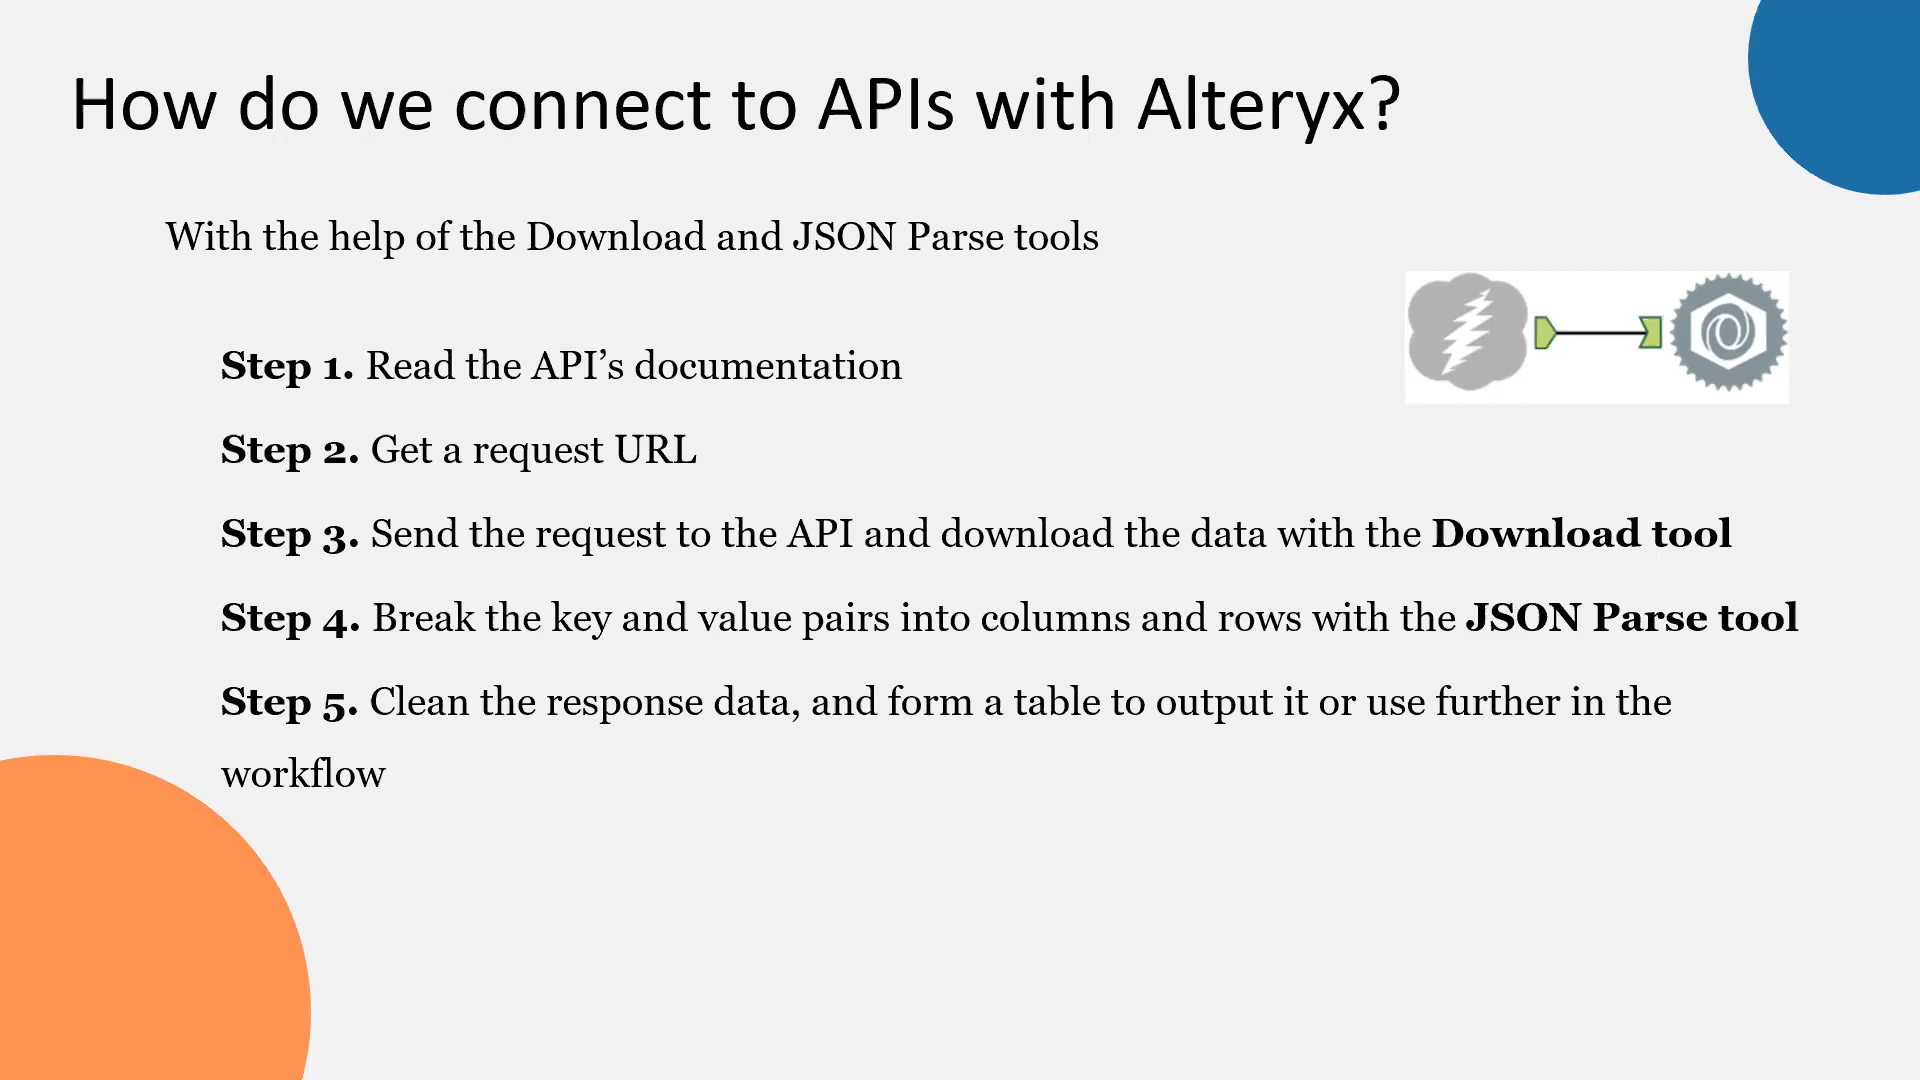 How do we connect to APIs with Alteryx?
With the help of the Download and JSON Parse tools
Step 1. Read the API’s documentation
Step 2. Get a request URL
Step 3. Send the request to the API and download the data with the Download tool
Step 4. Break the key and value pairs into columns and rows with the JSON Parse tool
Step 5. Clean the response data, and form a table to output it or use further in the
workflow